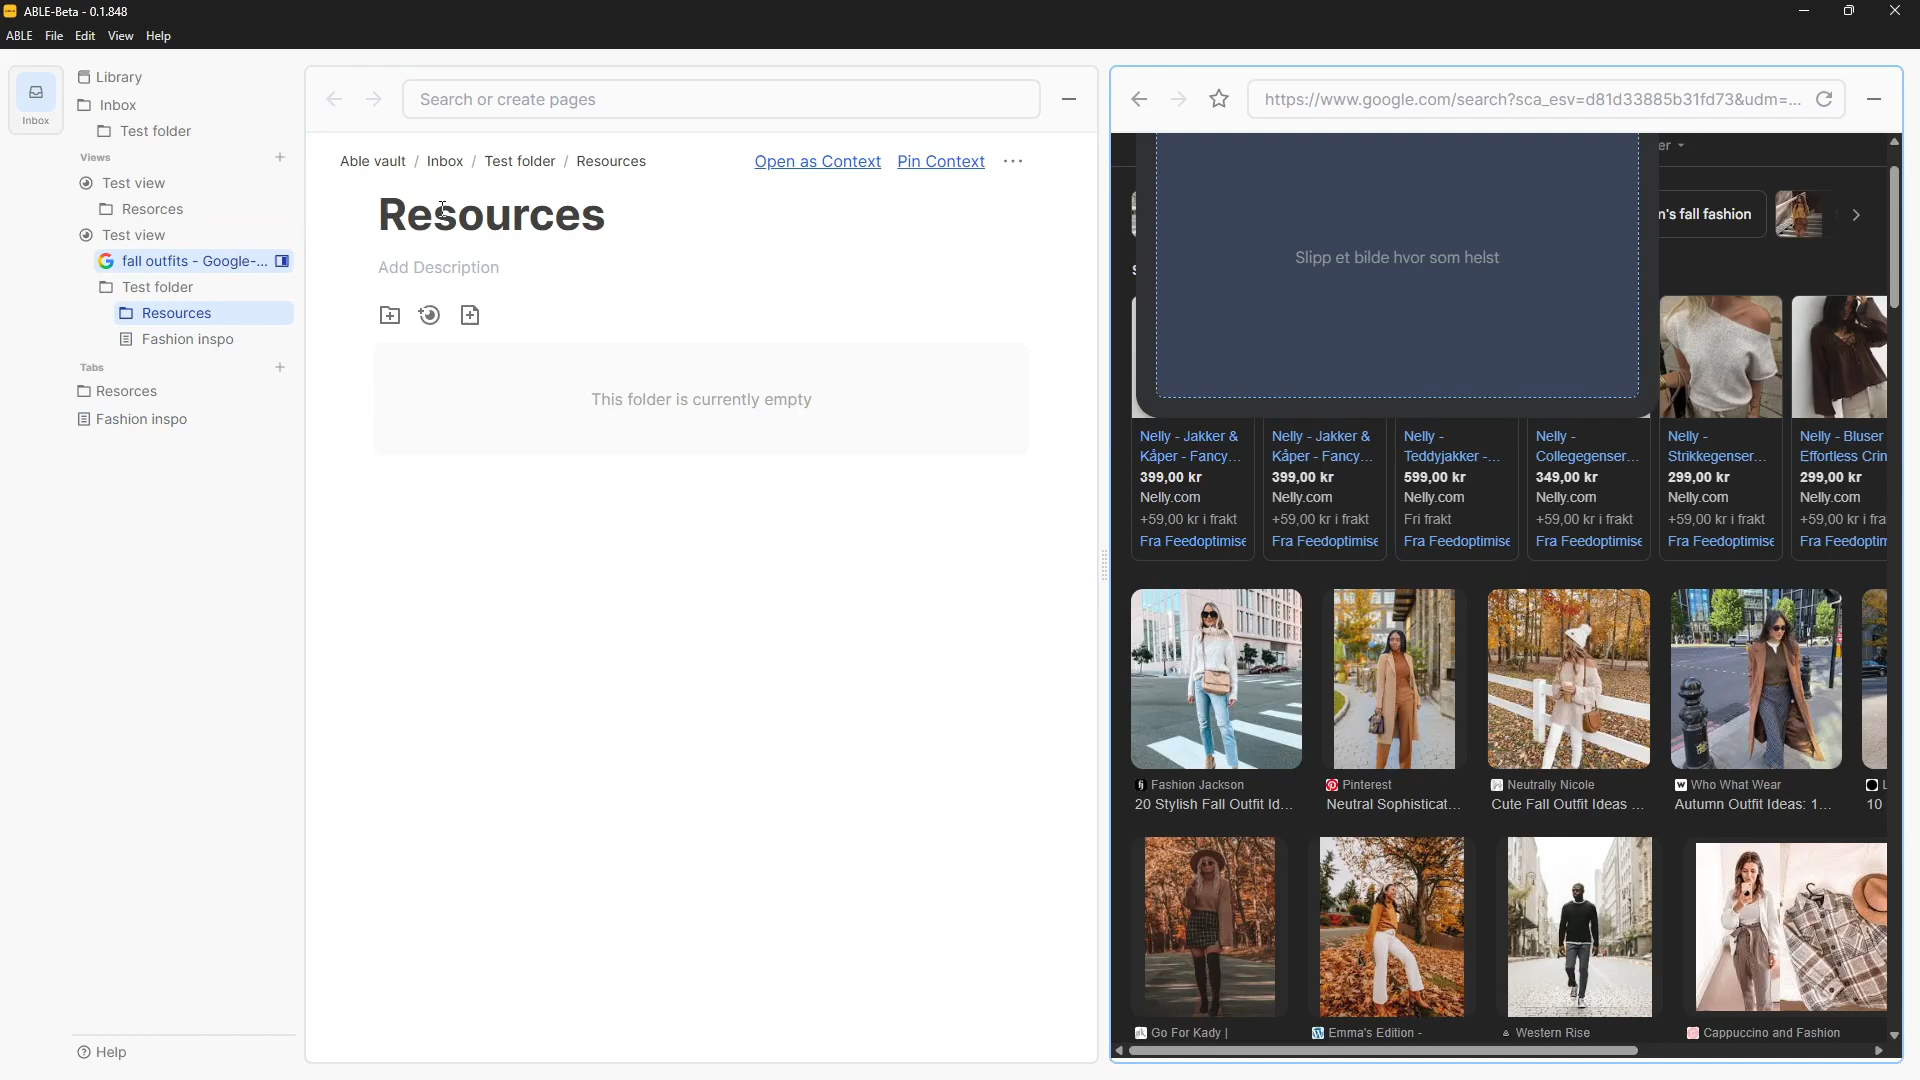 ABLE-Beta - 0.1.848
ABLE File Edit View Help
Inbox
Library
Inbox
Test folder
Views
Test view
Resorces
Test view
fall outfits - Google-...
Test folder
Resources
Fashion inspo
Tabs
Resorces
Fashion inspo
Help
Search or create pages
Able vault / Inbox / Test folder / Resources
Open as Context Pin Context
Resources
Add Description
This folder is currently empty
https://www.google.com/search?sca_esv=d81d33885b31fd73&udm=...
er
n's fall fashion
Slipp et bilde hvor som helst
Nelly - Jakker &
Kåper - Fancy...
399,00 kr
Nelly.com
+59,00 kr i frakt
Fra Feedoptimise
Nelly - Jakker &
Kåper - Fancy...
399,00 kr
Nelly.com
+59,00 kr i frakt
Fra Feedoptimise
Nelly -
Teddyjakker -...
599,00 kr
Nelly.com
Fri frakt
Fra Feedoptimise
Nelly -
Collegegenser...
349,00 kr
Nelly.com
+59,00 kr i frakt
Fra Feedoptimise
Nelly -
Strikkegenser...
299,00 kr
Nelly.com
+59,00 kr i frakt
Fra Feedoptimise
Nelly - Bluser
Effortless Crin
299,00 kr
Nelly.com
+59,00 kr i fra
Fra Feedoptim
Fashion Jackson
20 Stylish Fall Outfit Id...
Pinterest
Neutral Sophisticat...
Neutrally Nicole
Cute Fall Outfit Ideas ...
Who What Wear
Autumn Outfit Ideas: 1...
10
Go For Kady |
Emma's Edition -
Western Rise
Cappuccino and Fashion